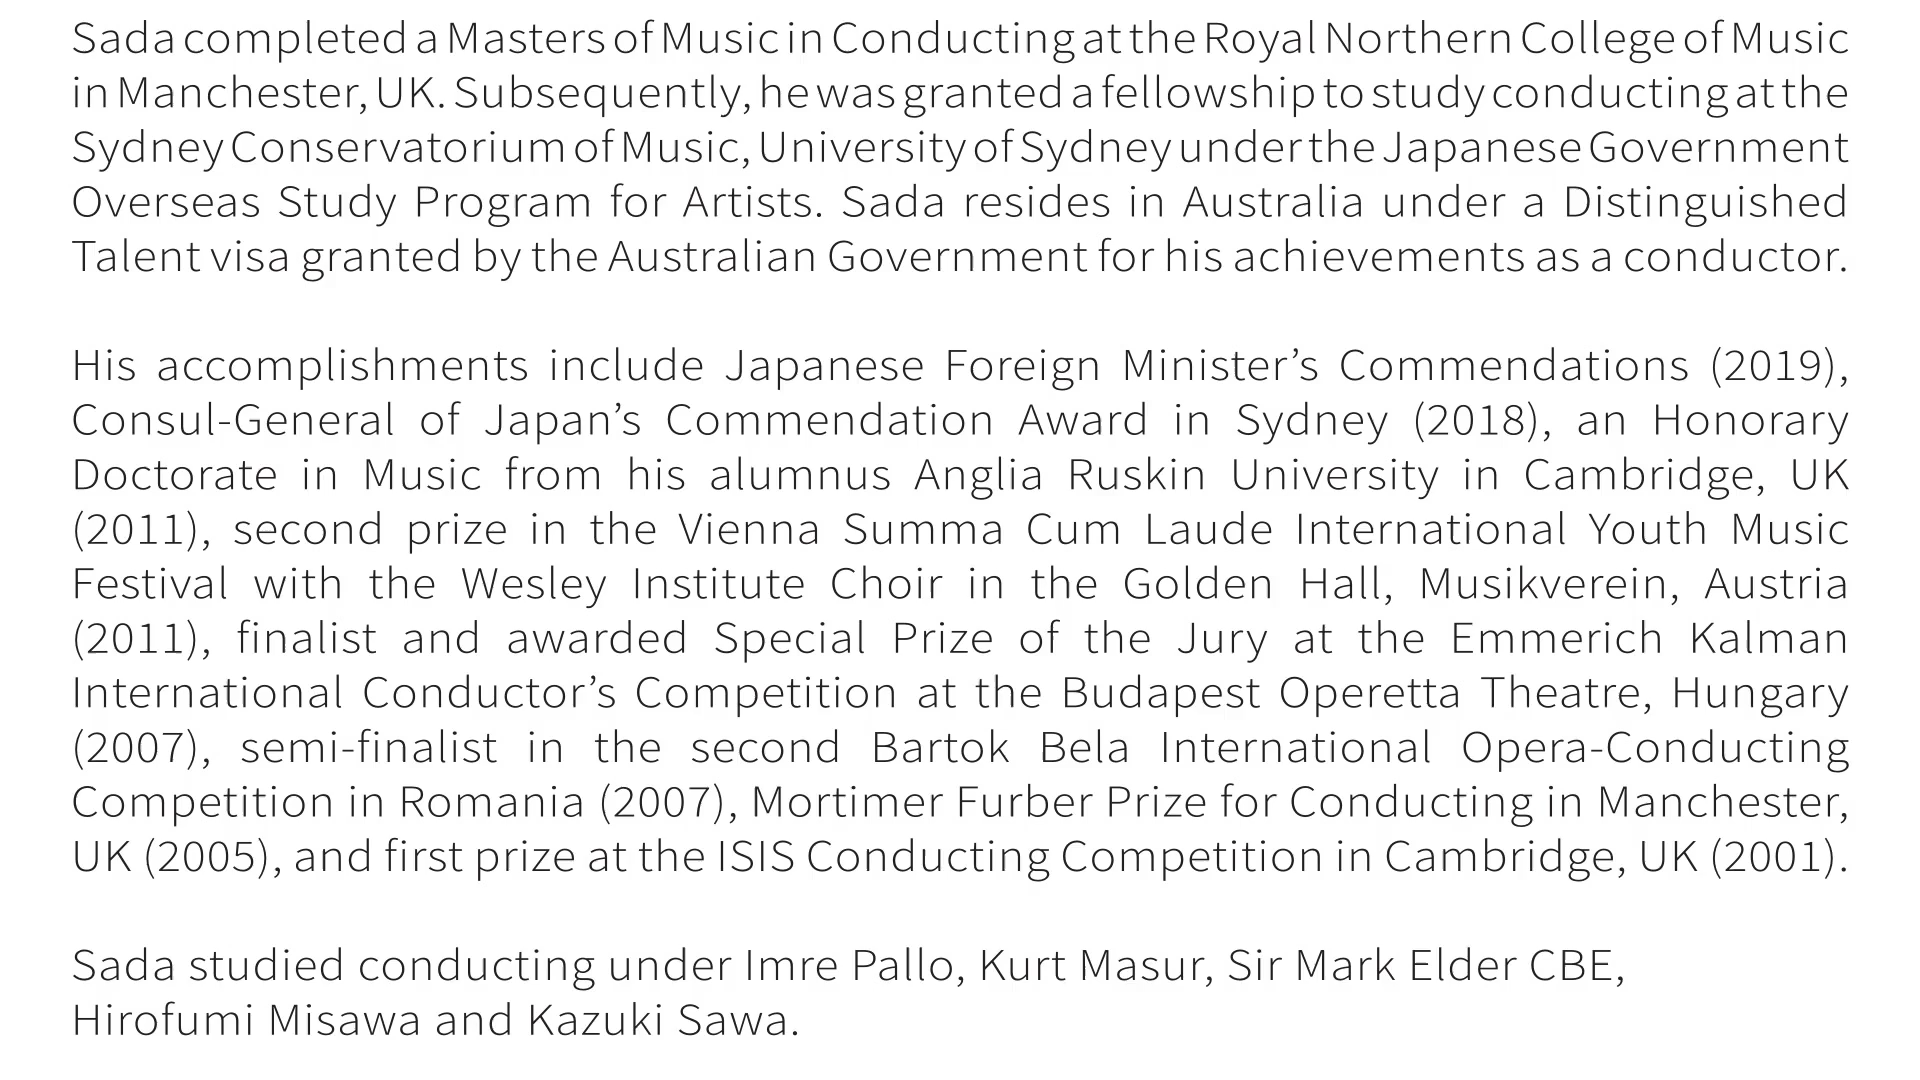 Sada completed a Masters of Music in Conducting at the Royal Northern College of Music
in Manchester, UK. Subsequently, he was granted a fellowship to study conducting at the
Sydney Conservatorium of Music, University of Sydney under the Japanese Government
Overseas Study Program for Artists. Sada resides in Australia under a Distinguished
Talent visa granted by the Australian Government for his achievements as a conductor.
His accomplishments include Japanese Foreign Minister’s Commendations (2019),
Consul-General of Japan’s Commendation Award in Sydney (2018), an Honorary
Doctorate in Music from his alumnus Anglia Ruskin University in Cambridge, UK
(2011), second prize in the Vienna Summa Cum Laude International Youth Music
Festival with the Wesley Institute Choir in the Golden Hall, Musikverein, Austria
(2011), finalist and awarded Special Prize of the Jury at the Emmerich Kalman
International Conductor’s Competition at the Budapest Operetta Theatre, Hungary
(2007), semi-finalist in the second Bartok Bela International Opera-Conducting
Competition in Romania (2007), Mortimer Furber Prize for Conducting in Manchester,
UK (2005), and first prize at the ISIS Conducting Competition in Cambridge, UK (2001).
Sada studied conducting under Imre Pallo, Kurt Masur, Sir Mark Elder CBE,
Hirofumi Misawa and Kazuki Sawa.